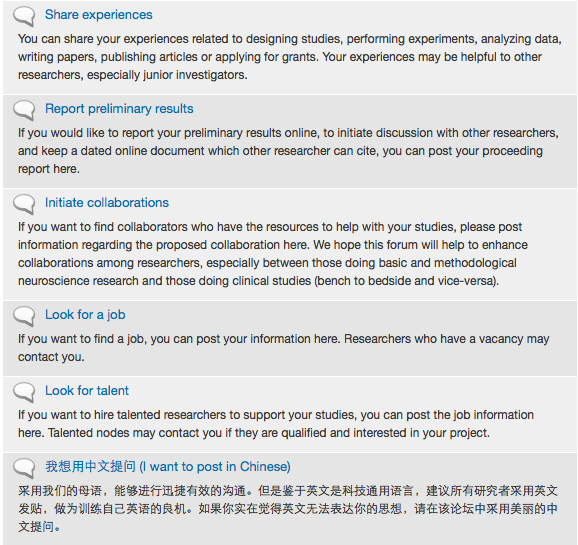 Share experiences
You can share your experiences related to designing studies, performing experiments, analyzing data,
writing papers, publishing articles or applying for grants. Your experiences may be helpful to other
researchers, especially junior investigators.
Report preliminary results
If you would like to report your preliminary results online, to initiate discussion with other researchers,
and keep a dated online document which other researcher can cite, you can post your proceeding
report here.
Initiate collaborations
If you want to find collaborators who have the resources to help with your studies, please post
information regarding the proposed collaboration here. We hope this forum will help to enhance
collaborations among researchers, especially between those doing basic and methodological
neuroscience research and those doing clinical studies (bench to bedside and vice-versa).
Look for a job
If you want to find a job, you can post your information here. Researchers who have a vacancy may
contact you.
Look for talent
If you want to hire talented researchers to support your studies, you can post the job information
here. Talented nodes may contact you if they are qualified and interested in your project.
我想用中文提问 (I want to post in Chinese)
采用我们的母语，能够进行迅捷有效的沟通。但是鉴于英文是科技通用语言，建议所有研究者采用英文
发贴，做为训练自己英语的良机。如果你实在觉得英文无法表达你的思想，请在该论坛中采用美丽的中
文提问。